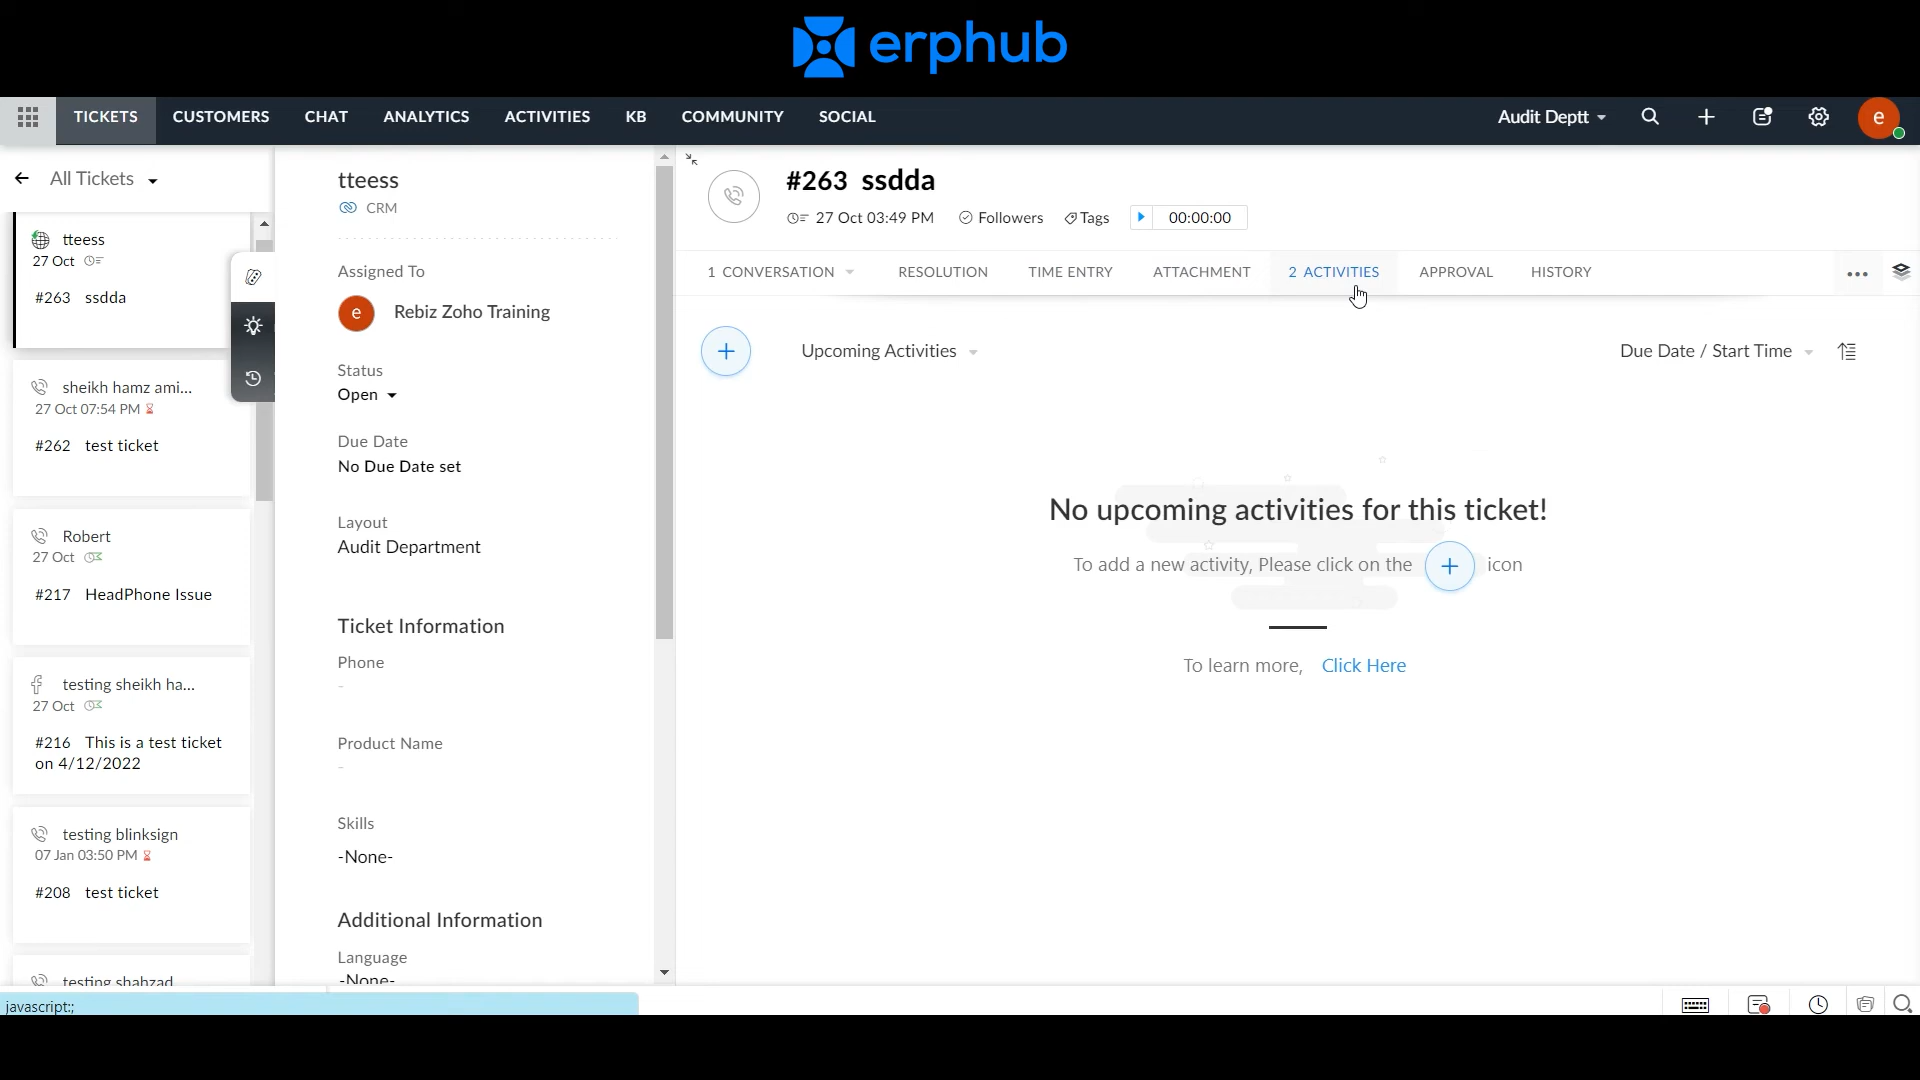 erphub
TICKETS CUSTOMERS CHAT ANALYTICS ACTIVITIES KB COMMUNITY SOCIAL Audit Deptt e
All Tickets
tteess
27 Oct
#263 ssdda
sheikh hamz ami...
27 Oct 07:54 PM
#262 test ticket
Robert
27 Oct
#217 HeadPhone Issue
testing sheikh ha...
27 Oct
#216 This is a test ticket
on 4/12/2022
testing blinksign
07 Jan 03:50 PM
#208 test ticket
testing shahzad
tteess
CRM
Assigned To
e Rebiz Zoho Training
Status
Open
Due Date
No Due Date set
Layout
Audit Department
Ticket Information
Phone
-
Product Name
-
Skills
-None-
Additional Information
Language
-None-
#263 ssdda
27 Oct 03:49 PM Followers Tags 00:00:00
1 CONVERSATION RESOLUTION TIME ENTRY ATTACHMENT 2 ACTIVITIES APPROVAL HISTORY
Upcoming Activities Due Date / Start Time
No upcoming activities for this ticket!
To add a new activity, Please click on the + icon
To learn more, Click Here
javascript:;